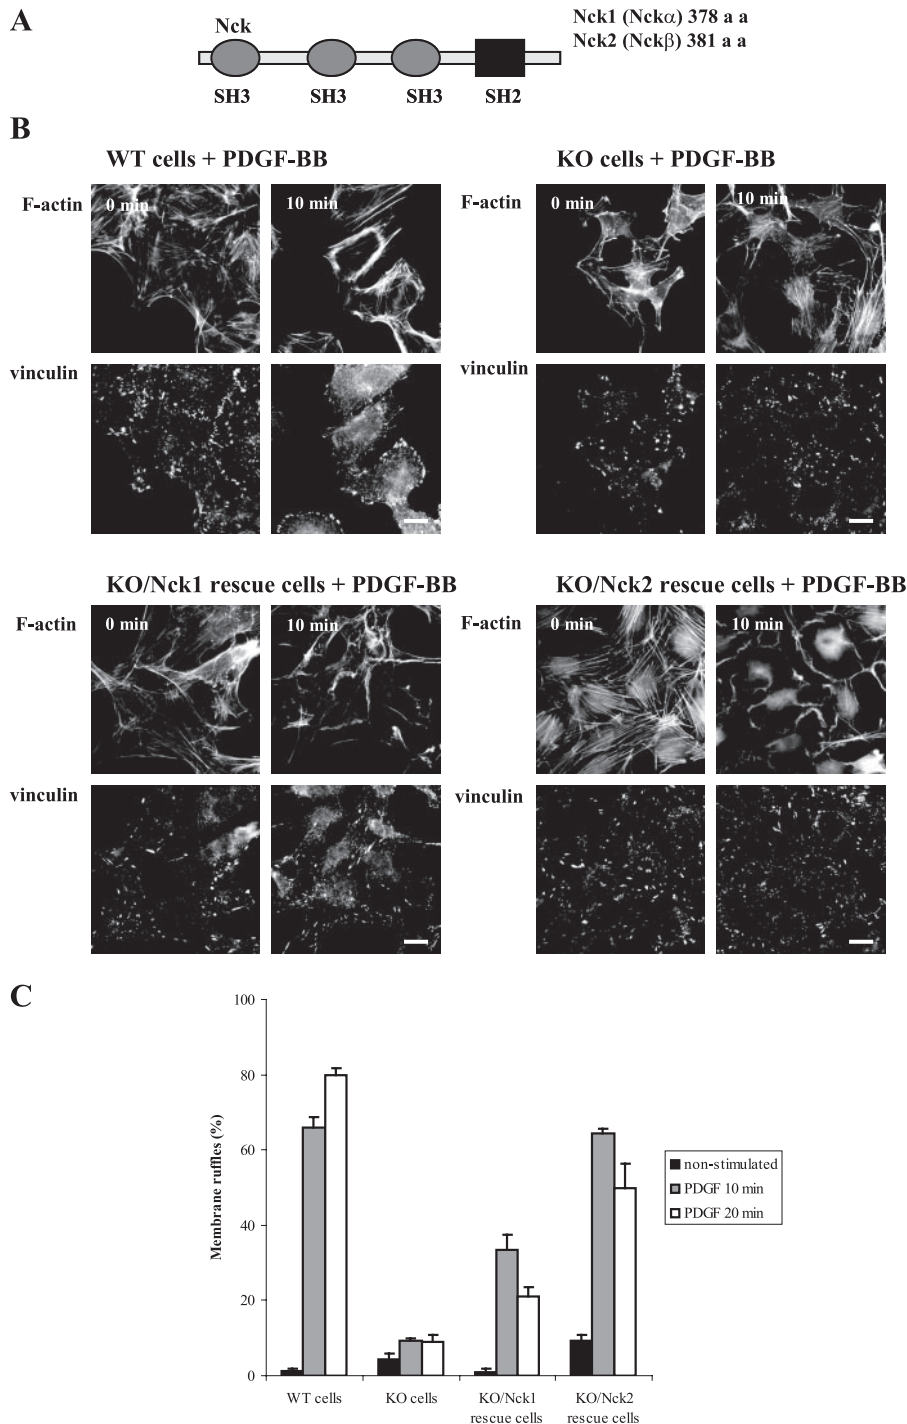 A
Nck
Nck1 (Nckα) 378 a a
Nck2 (Nckβ) 381 a a
SH3 SH3 SH3 SH2
B
WT cells + PDGF-BB
KO cells + PDGF-BB
F-actin 0 min 10 min
F-actin 0 min 10 min
vinculin
vinculin
KO/Nck1 rescue cells + PDGF-BB
KO/Nck2 rescue cells + PDGF-BB
F-actin 0 min 10 min
F-actin 0 min 10 min
vinculin
vinculin
C
Membrane ruffles (%)
100
80
60
40
20
0
non-stimulated
PDGF 10 min
PDGF 20 min
WT cells
KO cells
KO/Nck1
rescue cells
KO/Nck2
rescue cells